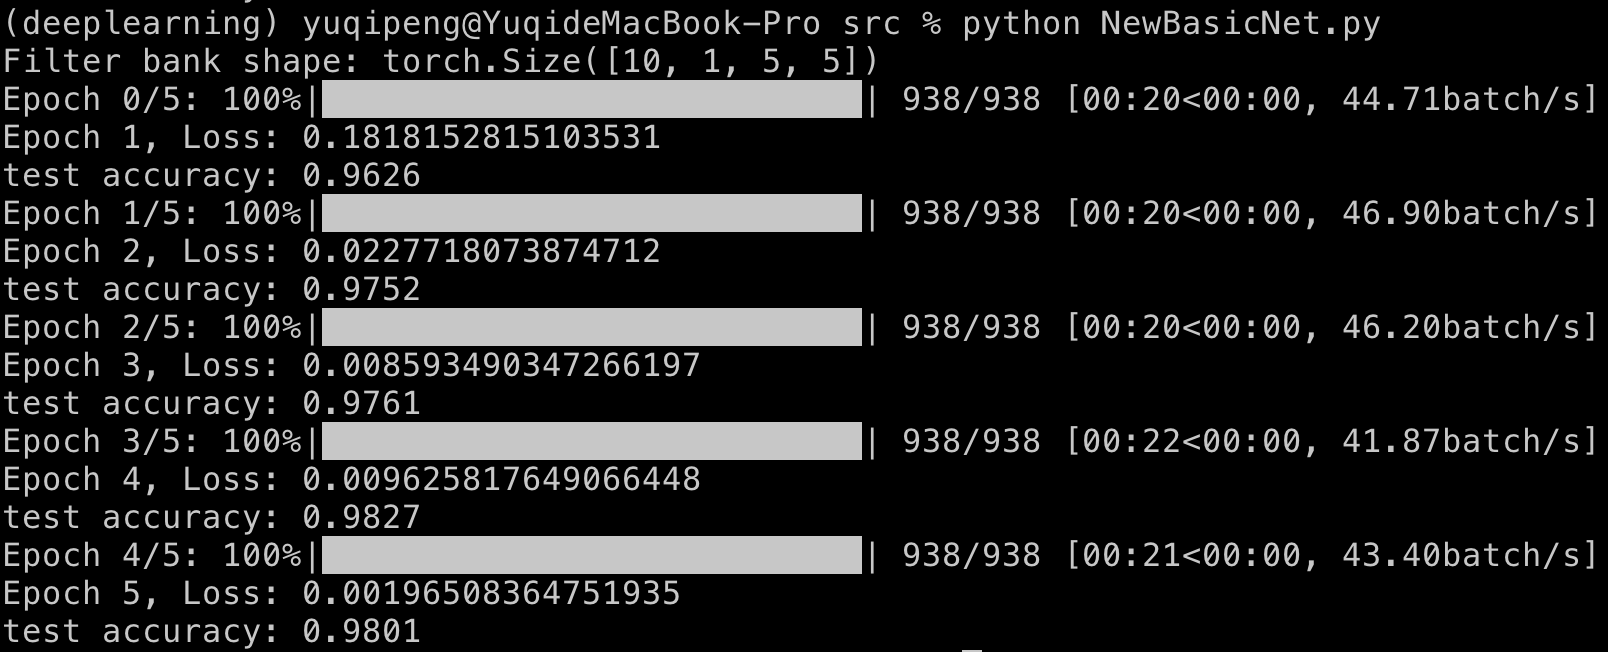 (deeplearning) yuqipeng@YuqideMacBook-Pro src % python NewBasicNet.py
Filter bank shape: torch.Size([10, 1, 5, 5])
Epoch 0/5: 100%|██████████| 938/938 [00:20<00:00, 44.71batch/s]
Epoch 1, Loss: 0.1818152815103531
test accuracy: 0.9626
Epoch 1/5: 100%|██████████| 938/938 [00:20<00:00, 46.90batch/s]
Epoch 2, Loss: 0.0227718073874712
test accuracy: 0.9752
Epoch 2/5: 100%|██████████| 938/938 [00:20<00:00, 46.20batch/s]
Epoch 3, Loss: 0.008593490347266197
test accuracy: 0.9761
Epoch 3/5: 100%|██████████| 938/938 [00:22<00:00, 41.87batch/s]
Epoch 4, Loss: 0.009625817649066448
test accuracy: 0.9827
Epoch 4/5: 100%|██████████| 938/938 [00:21<00:00, 43.40batch/s]
Epoch 5, Loss: 0.00196508364751935
test accuracy: 0.9801